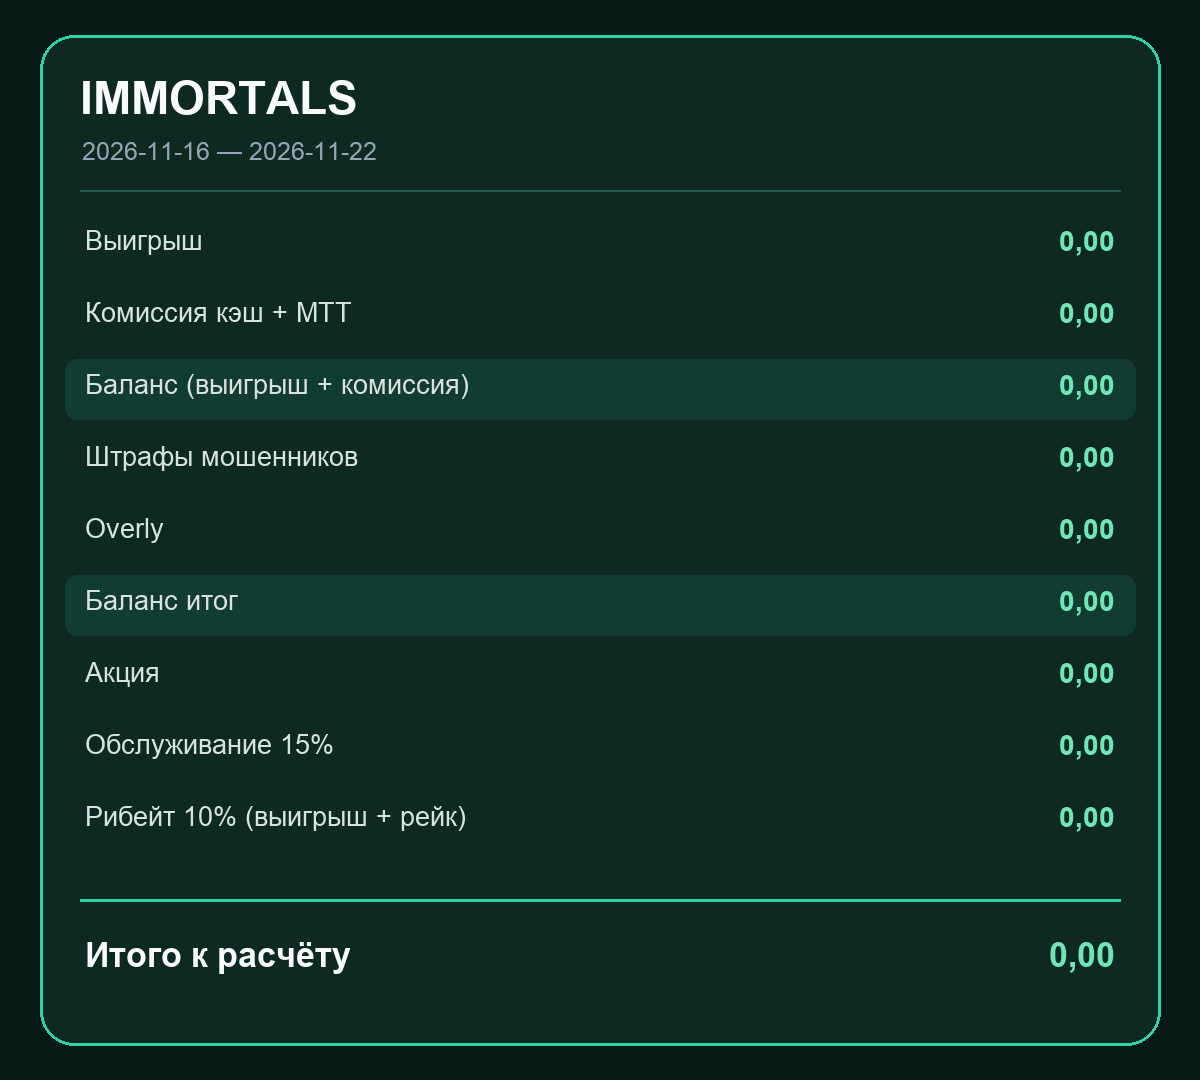 IMMORTALS
2026-11-16 — 2026-11-22
Выигрыш 0,00
Комиссия кэш + МТТ 0,00
Баланс (выигрыш + комиссия) 0,00
Штрафы мошенников 0,00
Overly 0,00
Баланс итог 0,00
Акция 0,00
Обслуживание 15% 0,00
Рибейт 10% (выигрыш + рейк) 0,00
Итого к расчёту 0,00